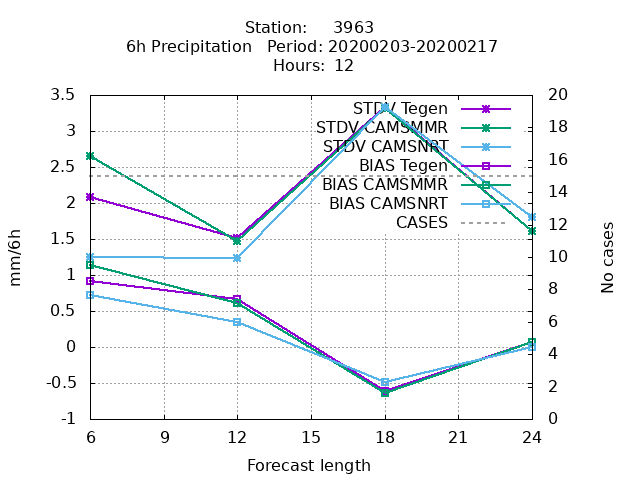 Station: 3963
6h Precipitation Period: 20200203-20200217
Hours: 12
3.5
3
2.5
2
1.5
1
0.5
0
-0.5
-1
20
18
16
14
12
10
8
6
4
2
0
STDV Tegen
STDV CAMSMMR
STDV CAMSNRT
BIAS Tegen
BIAS CAMSMMR
BIAS CAMSNRT
CASES
mm/6h
No cases
6 9 12 15 18 21 24
Forecast length